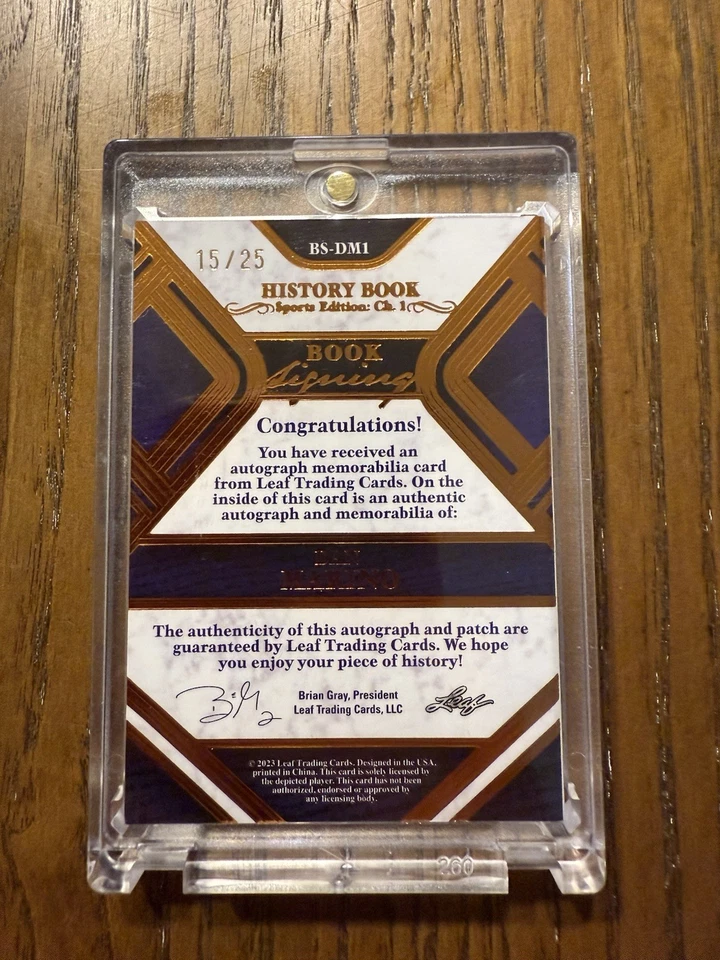 15/25
BS-DM1
HISTORY BOOK
Sports Edition: Ch. 1
BOOK
Signing
Congratulations!
You have received an
autograph memorabilia card
from Leaf Trading Cards. On the
inside of this card is an authentic
autograph and memorabilia of:
DAN
MARINO
The authenticity of this autograph and patch are
guaranteed by Leaf Trading Cards. We hope
you enjoy your piece of history!
Brian Gray, President
Leaf Trading Cards, LLC
Leaf
© 2023 Leaf Trading Cards. Designed in the USA,
printed in China. This card is solely licensed by
the depicted player. This card has not been
authorized, endorsed or approved by
any licensing body.
260